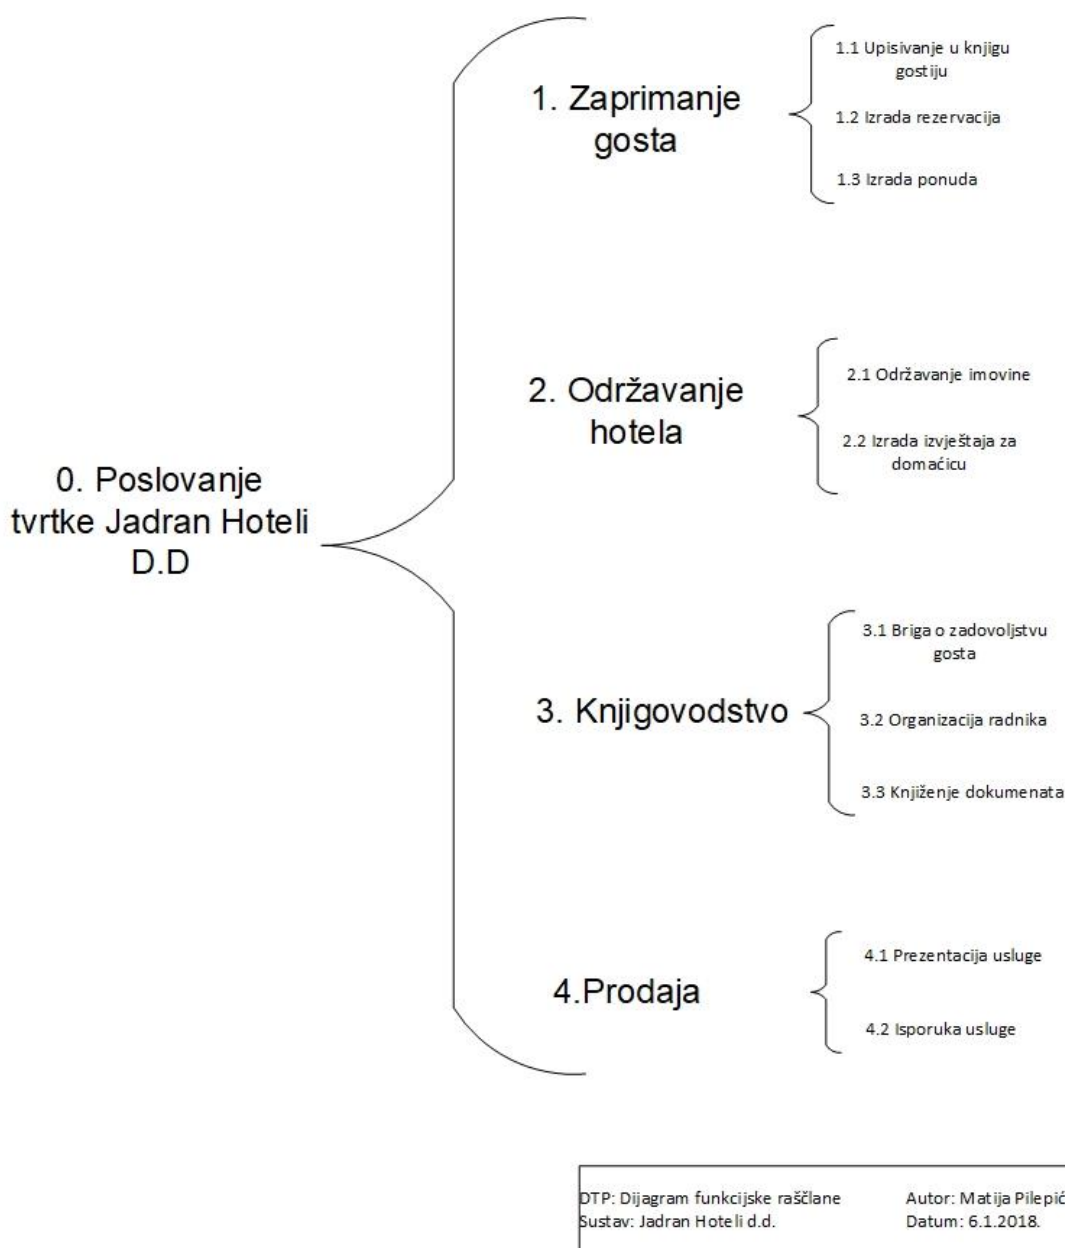 0. Poslovanje
tvrtke Jadran Hoteli
D.D
1. Zaprimanje
gosta
1.1 Upisivanje u knjigu
gostiju
1.2 Izrada rezervacija
1.3 Izrada ponuda
2. Održavanje
hotela
2.1 Održavanje imovine
2.2 Izrada izvještaja za
domaćicu
3. Knjigovodstvo
3.1 Briga o zadovoljstvu
gosta
3.2 Organizacija radnika
3.3 Knjiženje dokumenata
4.Prodaja
4.1 Prezentacija usluge
4.2 Isporuka usluge
DTP: Dijagram funkcijske raščlane
Sustav: Jadran Hoteli d.d.
Autor: Matija Pilepić
Datum: 6.1.2018.